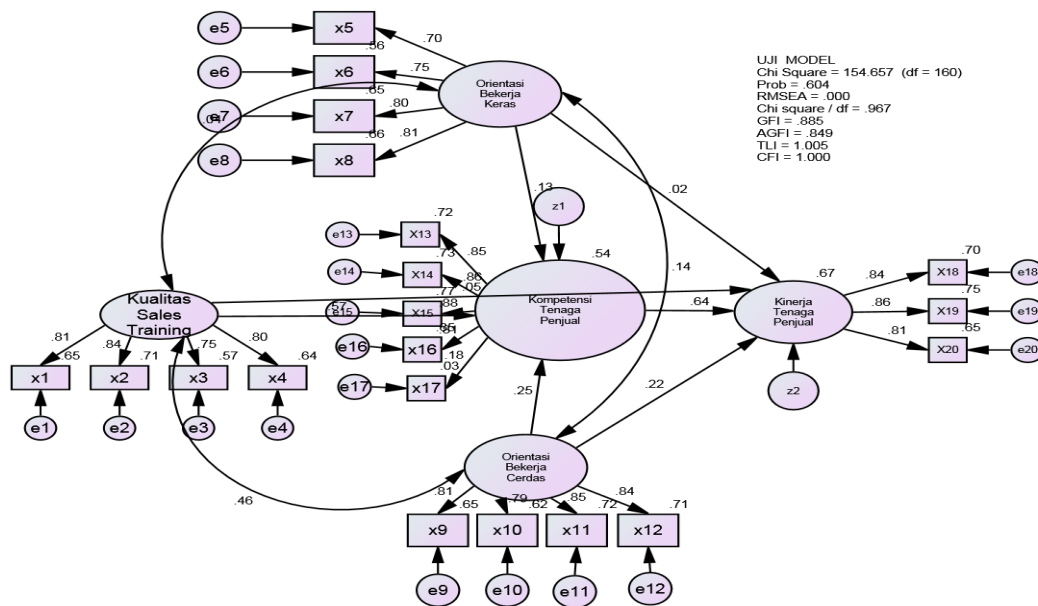 e5
x5
.70
.56
e6
x6
.75
.65
e7
x7
.80
.66
e8
x8
.81
Orientasi
Bekerja
Keras
UJI MODEL
Chi Square = 154.657 (df = 160)
Prob = .604
RMSEA = .000
Chi square / df = .967
GFI = .885
AGFI = .849
TLI = 1.005
CFI = 1.000
.13
.02
z1
.14
e13
X13
.72
.85
e14
X14
.73
.86
.05
.77
e15
X15
.88
.57
e16
x16
.81
e17
x17
.18
.03
.54
Kompetensi
Tenaga
Penjual
.64
.67
Kinerja
Tenaga
Penjual
z2
.84
X18
.70
e18
.86
X19
.75
e19
.81
X20
.65
e20
Kualitas
Sales
Training
.81
.65
.84
.71
.75
.57
.80
.64
x1
x2
x3
x4
e1
e2
e3
e4
.25
.22
.46
Orientasi
Bekerja
Cerdas
.81
.65
.79
.62
.85
.72
.84
.71
x9
x10
x11
x12
e9
e10
e11
e12